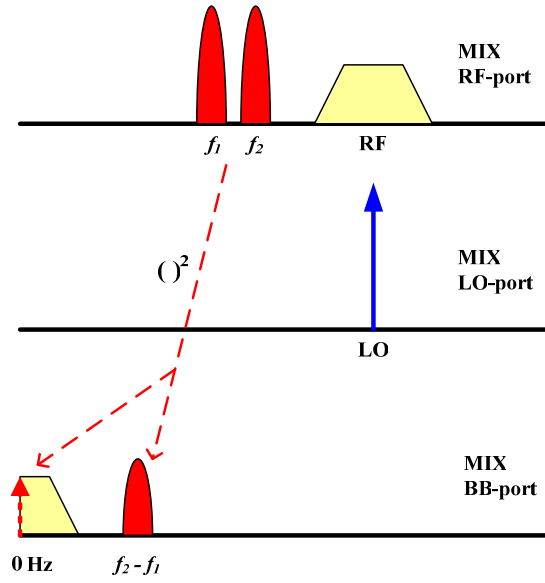 MIX
RF-port
f₁ f₂ RF
( )²
MIX
LO-port
LO
MIX
BB-port
0 Hz f₂ - f₁